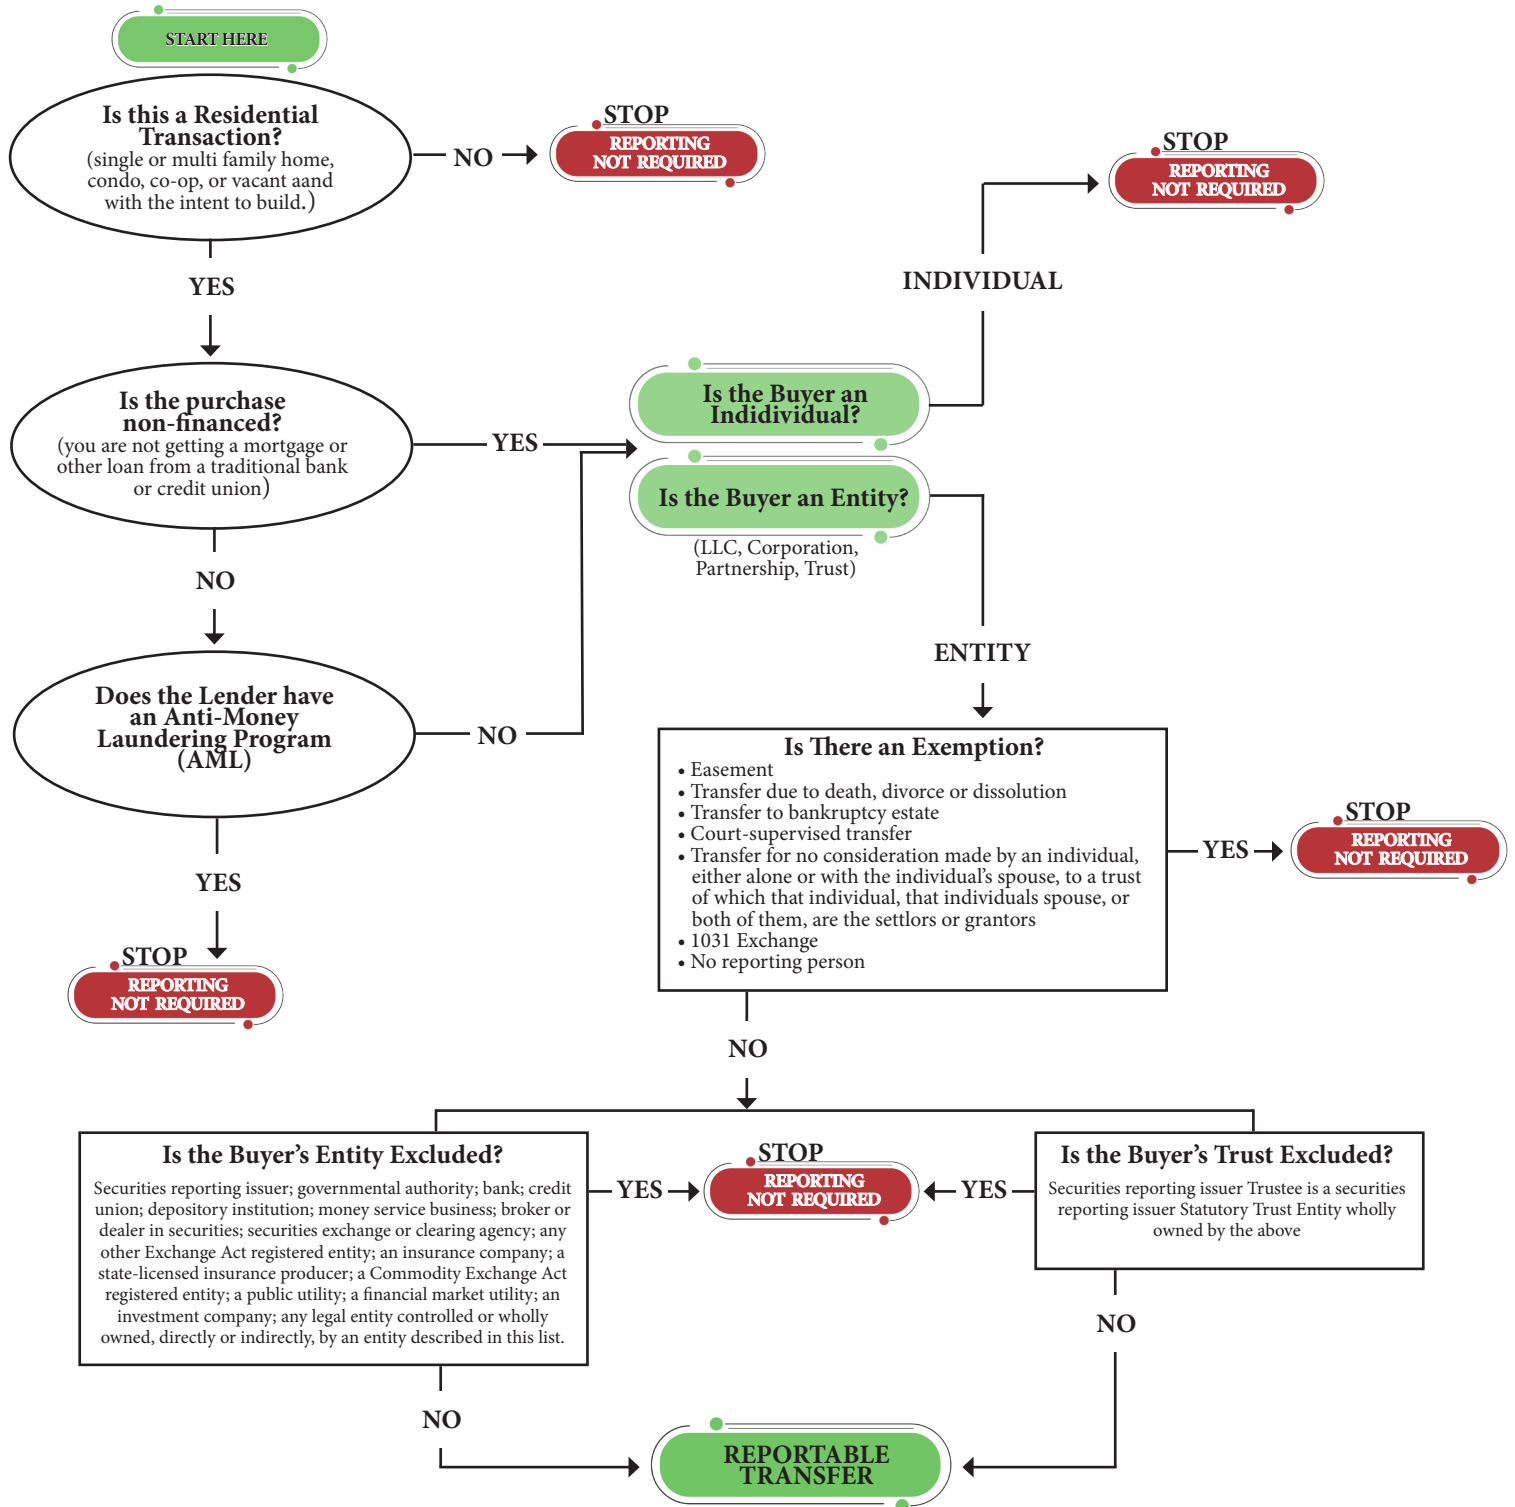 START HERE
Is this a Residential
Transaction?
(single or multi family home,
condo, co-op, or vacant aand
with the intent to build.)
NO
STOP
REPORTING
NOT REQUIRED
STOP
REPORTING
NOT REQUIRED
YES
INDIVIDUAL
Is the purchase
non-financed?
(you are not getting a mortgage or
other loan from a traditional bank
or credit union)
YES
Is the Buyer an
Indidividual?
Is the Buyer an Entity?
(LLC, Corporation,
Partnership, Trust)
NO
ENTITY
Does the Lender have
an Anti-Money
Laundering Program
(AML)
NO
Is There an Exemption?
• Easement
• Transfer due to death, divorce or dissolution
• Transfer to bankruptcy estate
• Court-supervised transfer
• Transfer for no consideration made by an individual,
either alone or with the individual's spouse, to a trust
of which that individual, that individuals spouse, or
both of them, are the settlors or grantors
• 1031 Exchange
• No reporting person
YES
STOP
REPORTING
NOT REQUIRED
YES
STOP
REPORTING
NOT REQUIRED
NO
Is the Buyer's Entity Excluded?
Securities reporting issuer; governmental authority; bank; credit
union; depository institution; money service business; broker or
dealer in securities; securities exchange or clearing agency; any
other Exchange Act registered entity; an insurance company; a
state-licensed insurance producer; a Commodity Exchange Act
registered entity; a public utility; a financial market utility; an
investment company; any legal entity controlled or wholly
owned, directly or indirectly, by an entity described in this list.
YES
STOP
REPORTING
NOT REQUIRED
YES
Is the Buyer's Trust Excluded?
Securities reporting issuer Trustee is a securities
reporting issuer Statutory Trust Entity wholly
owned by the above
NO
NO
REPORTABLE
TRANSFER